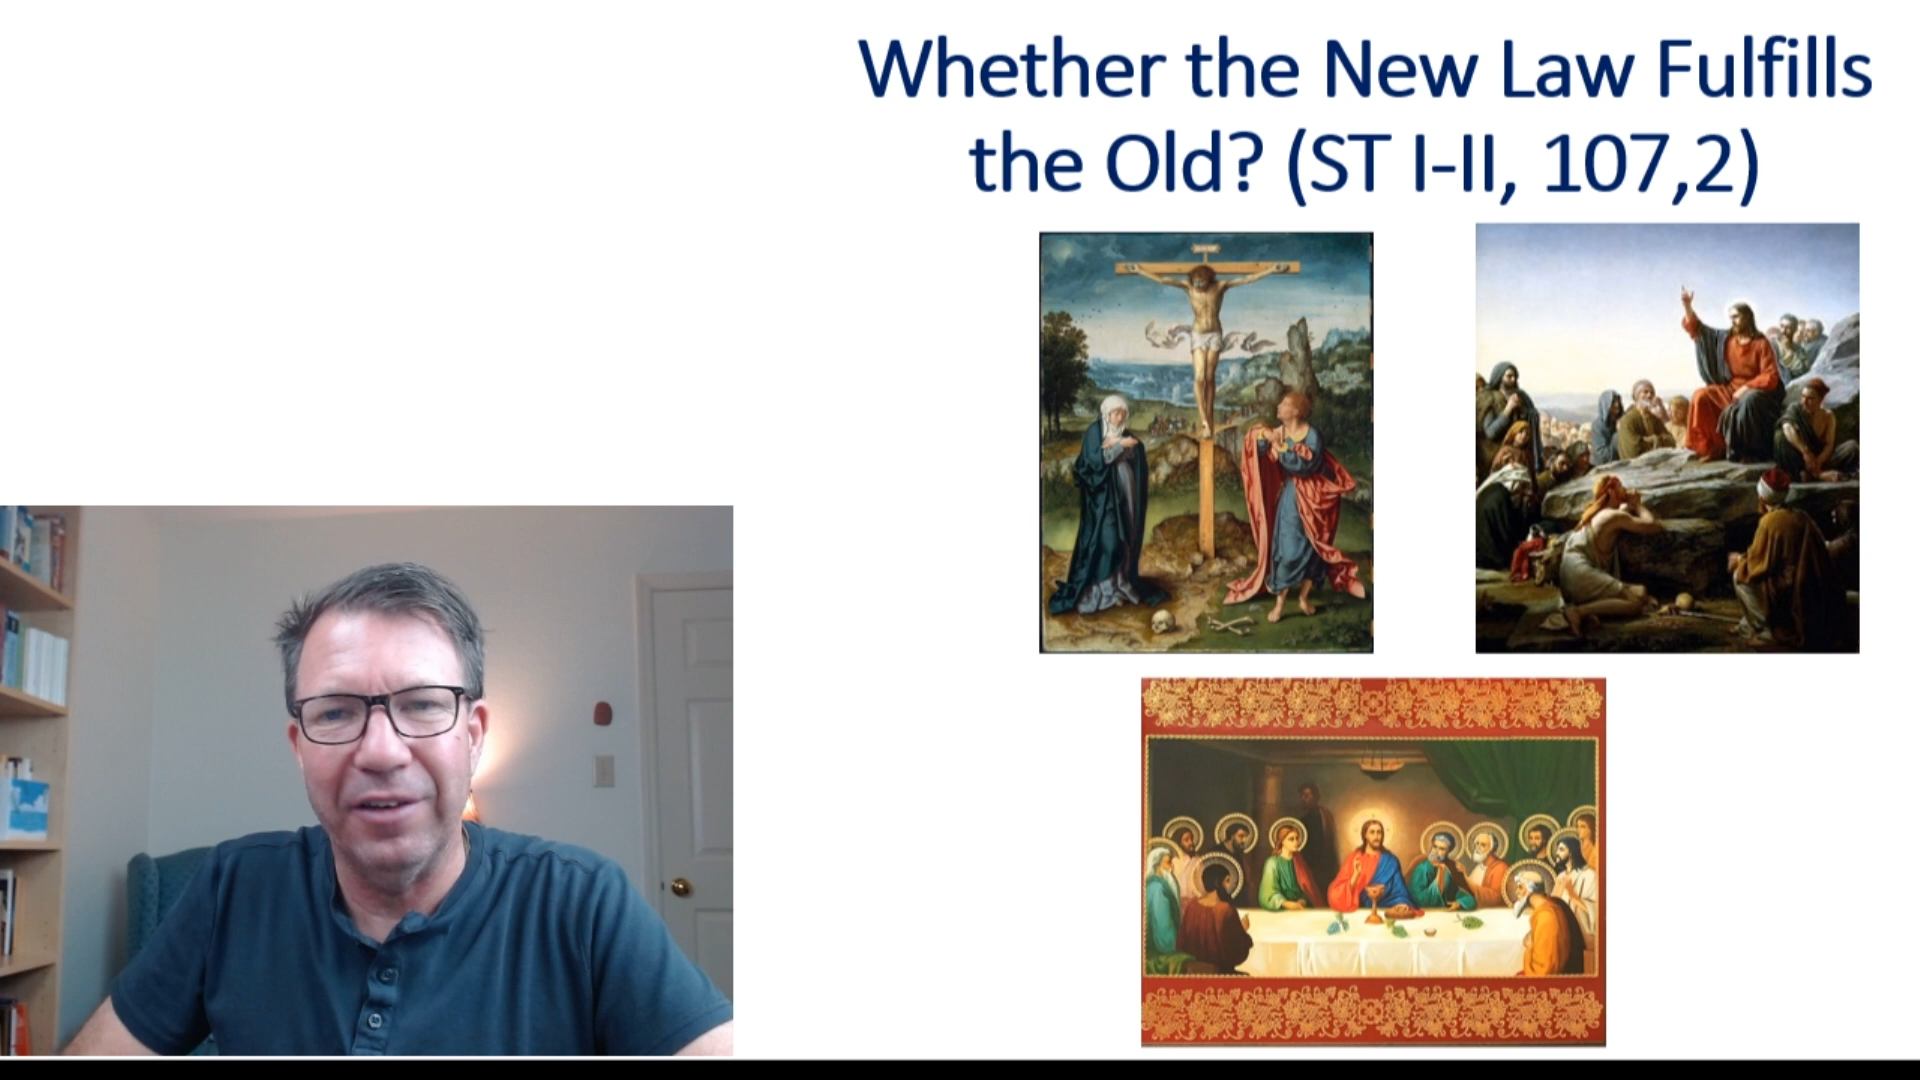 Whether the New Law Fulfills
the Old? (ST I-II, 107,2)